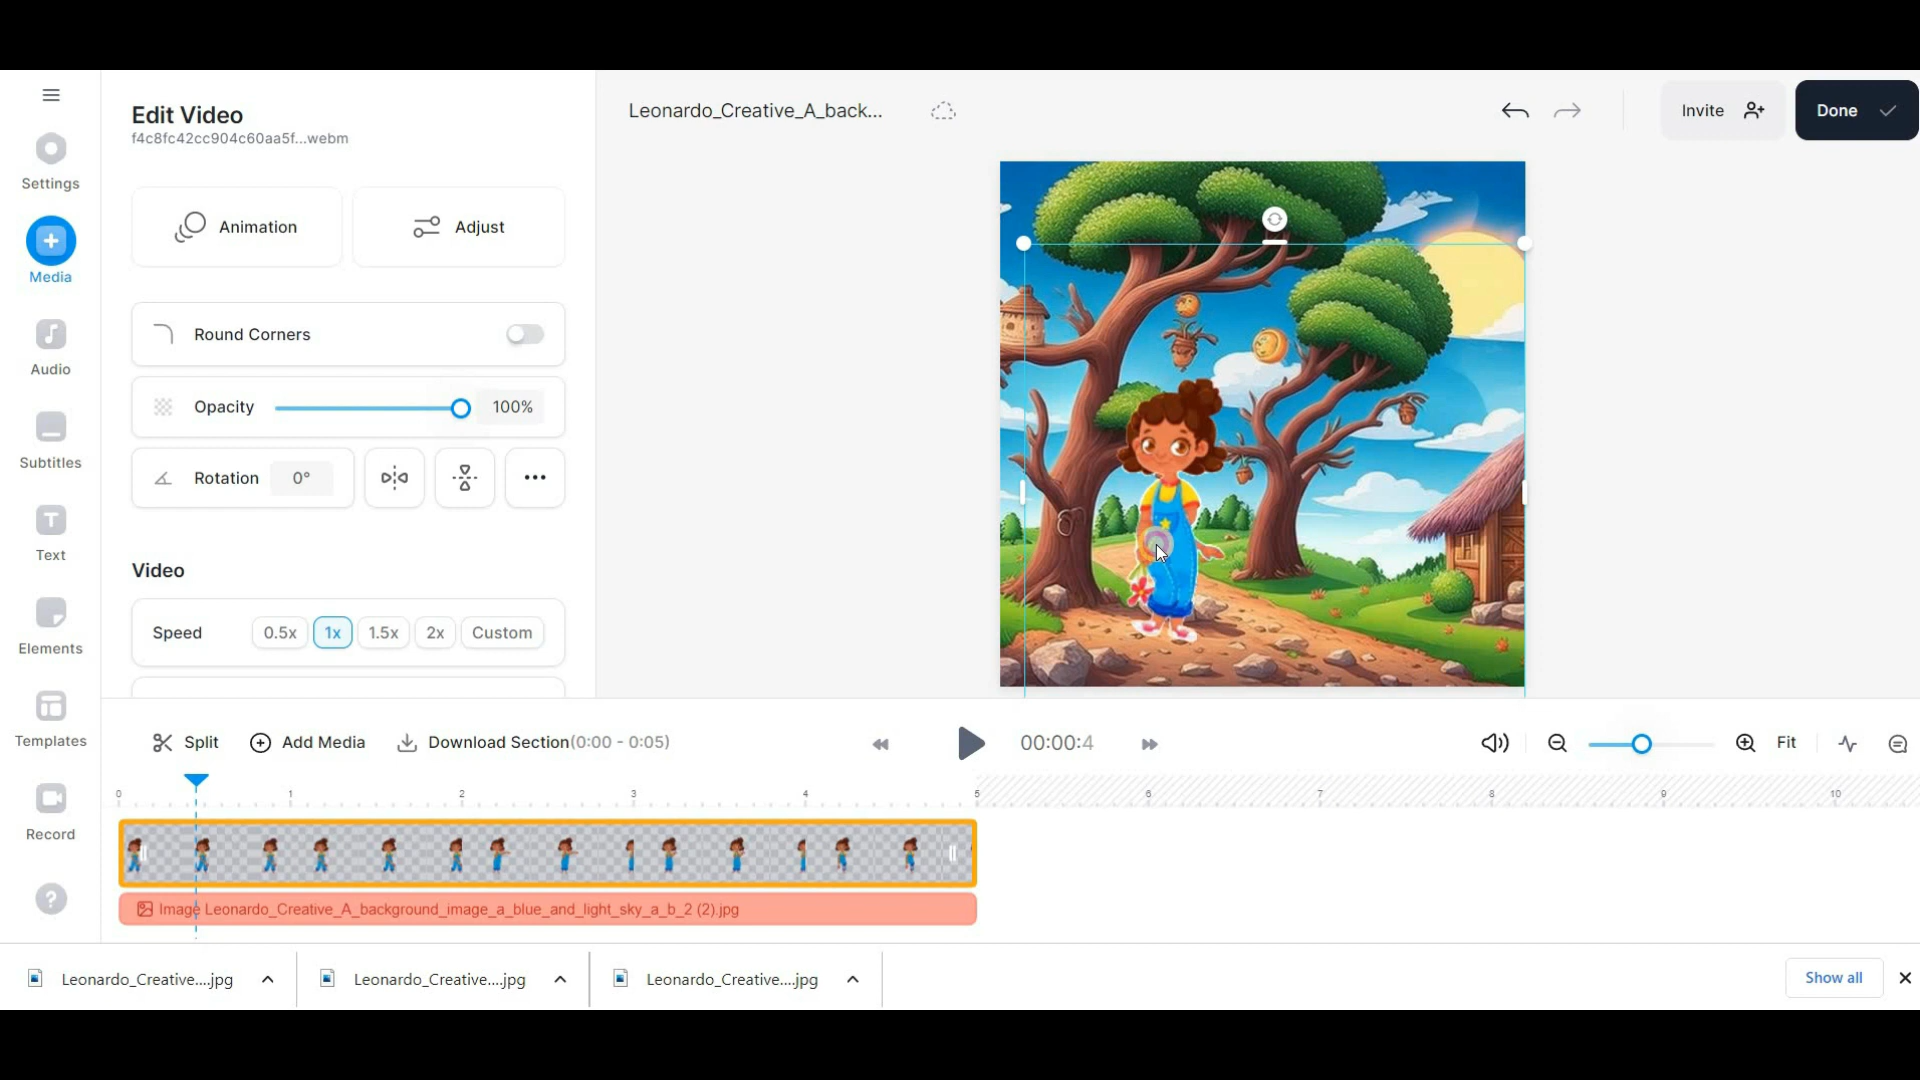 Settings
Media
Audio
Subtitles
Text
Elements
Templates
Record
Edit Video
f4c8fc42cc904c60aa5f...webm
Animation
Adjust
Round Corners
Opacity 100%
Rotation 0°
Video
Speed 0.5x 1x 1.5x 2x Custom
Leonardo_Creative_A_back...
Invite
Done
Split
Add Media
Download Section(0:00 - 0:05)
00:00:4
Fit
0 1 2 3 4 5 6 7 8 9 10
Image Leonardo_Creative_A_background_image_a_blue_and_light_sky_a_b_2 (2).jpg
Leonardo_Creative....jpg
Leonardo_Creative....jpg
Leonardo_Creative....jpg
Show all